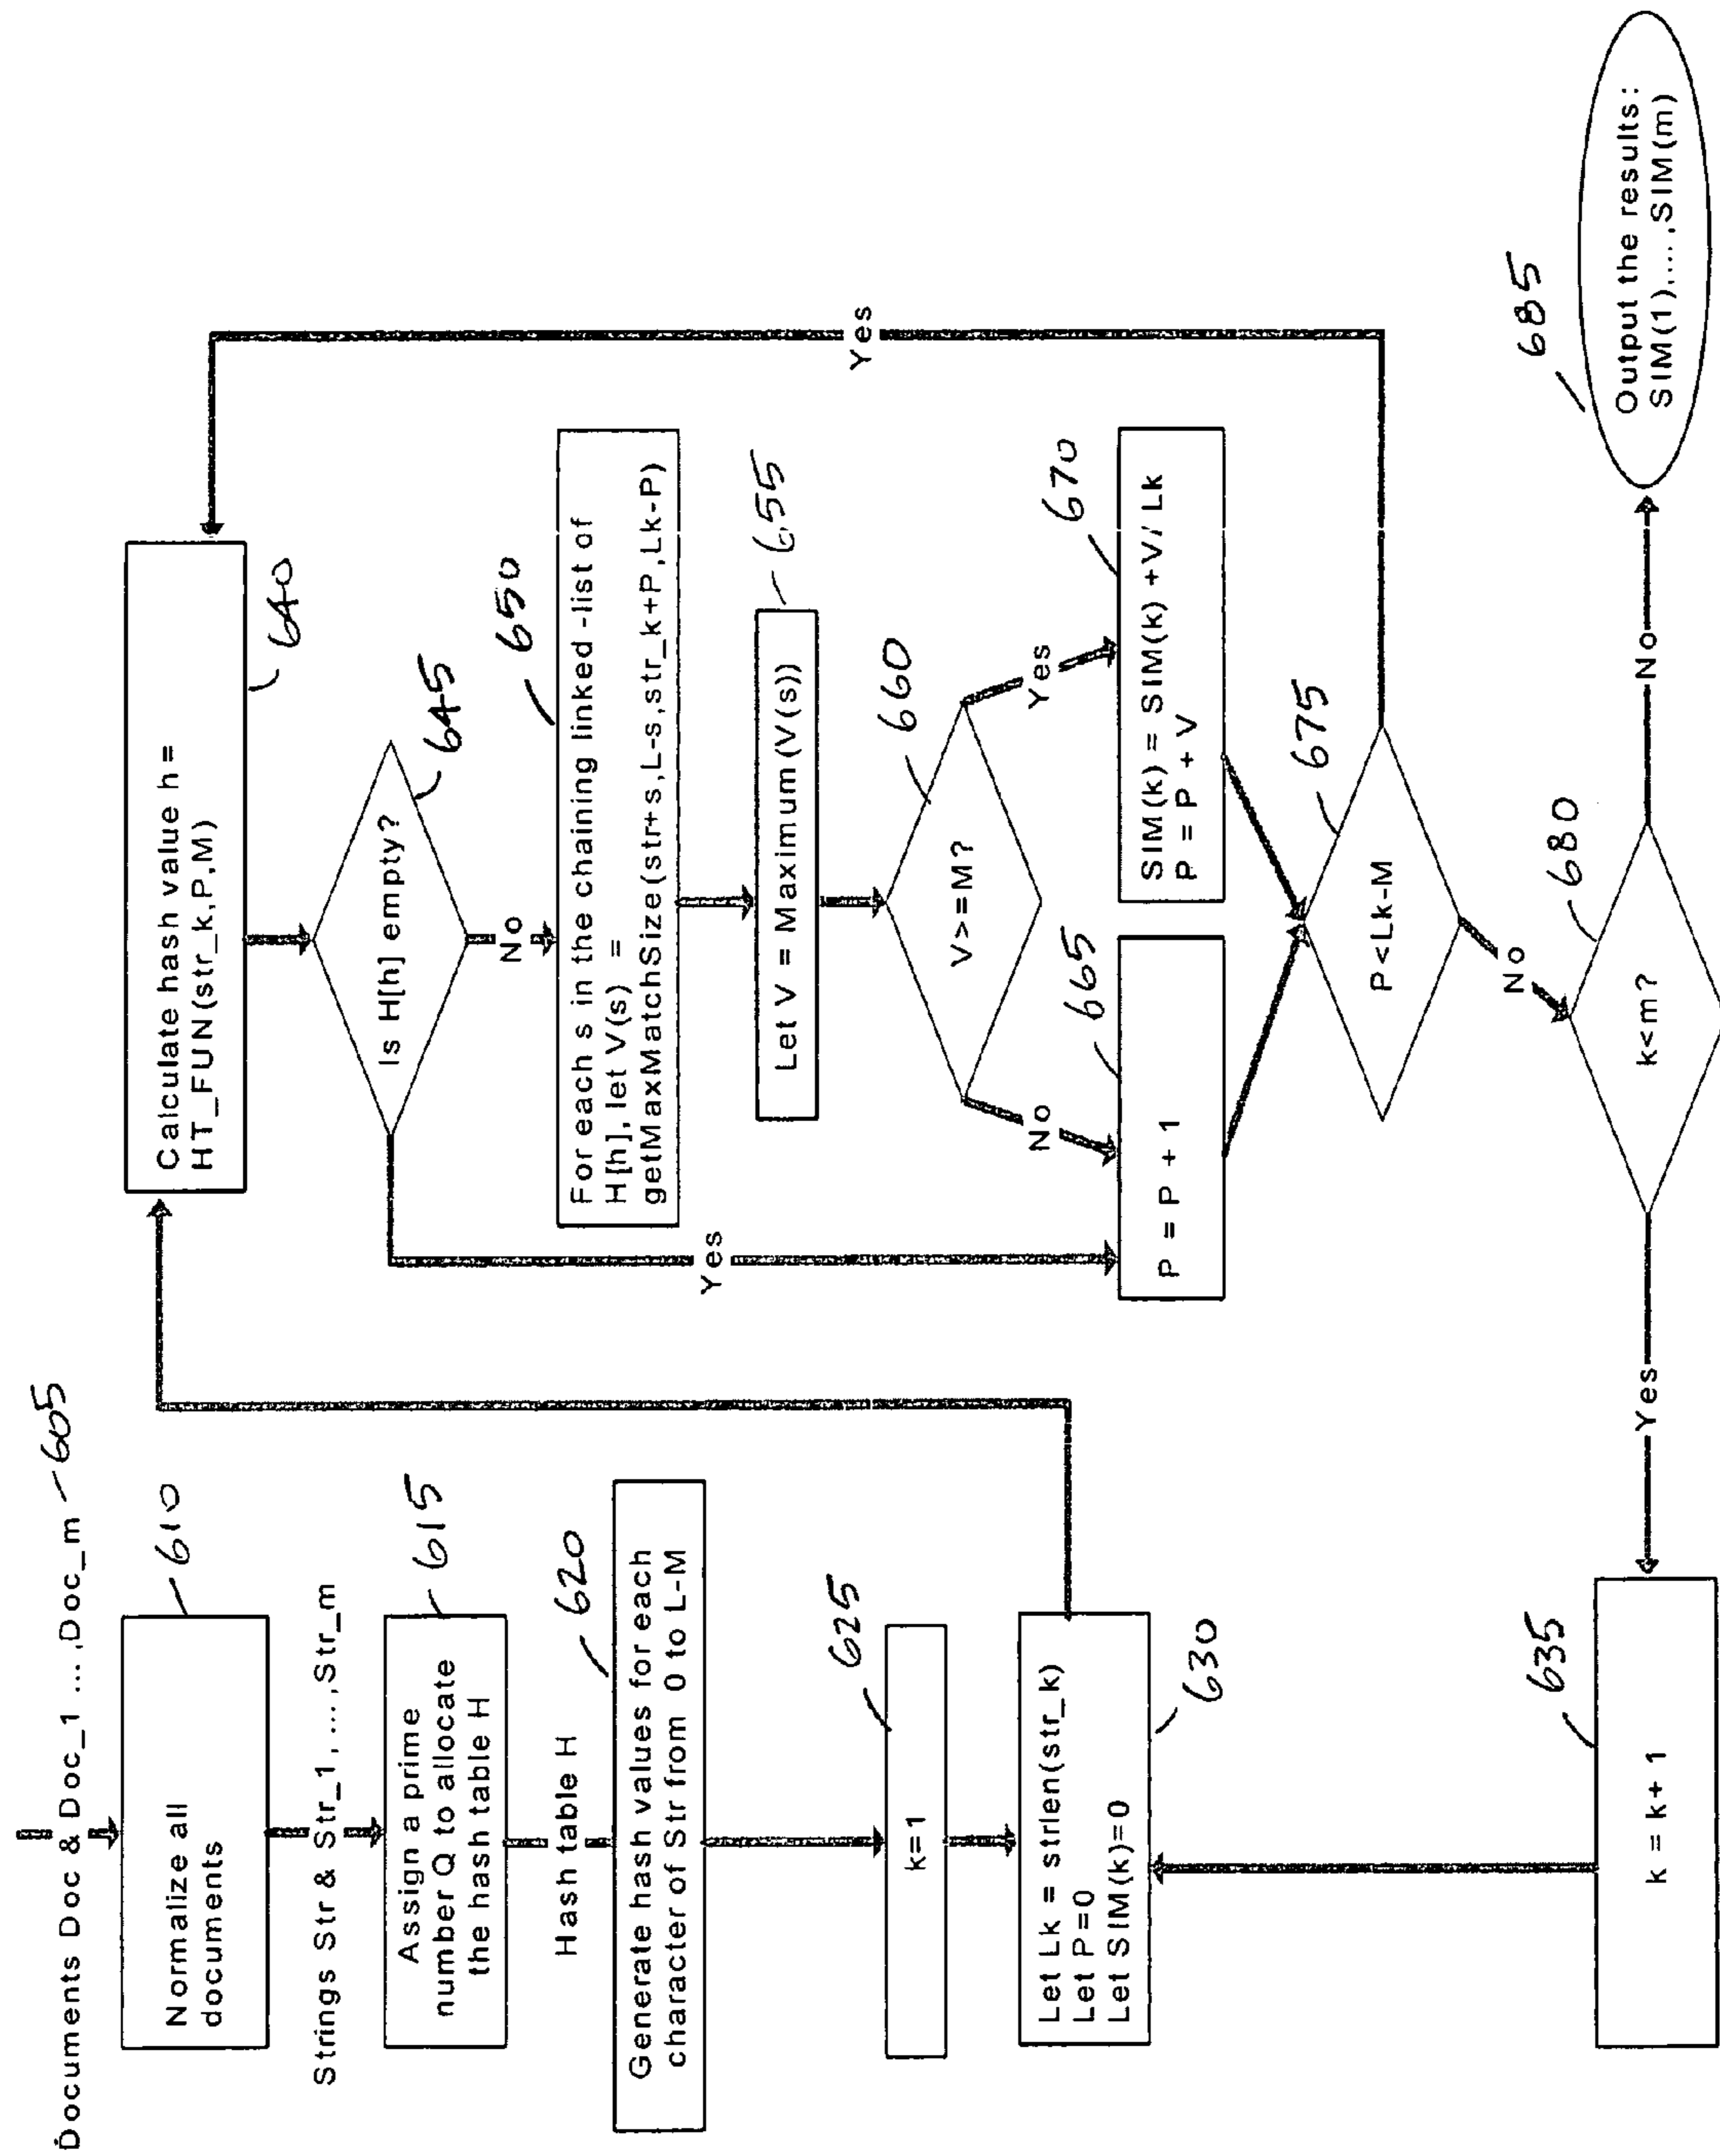 Documents Doc & Doc_1 ...,Doc_m 605
Normalize all
documents
610
Strings Str & Str_1,...,Str_m
Assign a prime
number Q to allocate
the hash table H
615
Hash table H
620
Generate hash values for each
character of Str from 0 to L-M
625
k=1
Let Lk = strlen(str_k)
Let P=0
Let SIM(k)=0
630
635
k = k+1
Calculate hash value h =
HT_FUN(str_k,P,M)
640
Is H[h] empty?
645
No
Yes
650
For each s in the chaining linked-list of
H[h], let V(s) =
getMaxMatchSize(str+s,L-s,str_k+P,Lk-P)
Let V = Maximum(V(s))
655
V>=M?
660
No
Yes
665
P = P + 1
670
SIM(k) = SIM(k) +V/Lk
P = P + V
P<Lk-M
675
Yes
No
k<m?
680
Yes
No
685
Output the results:
SIM(1),...,SIM(m)